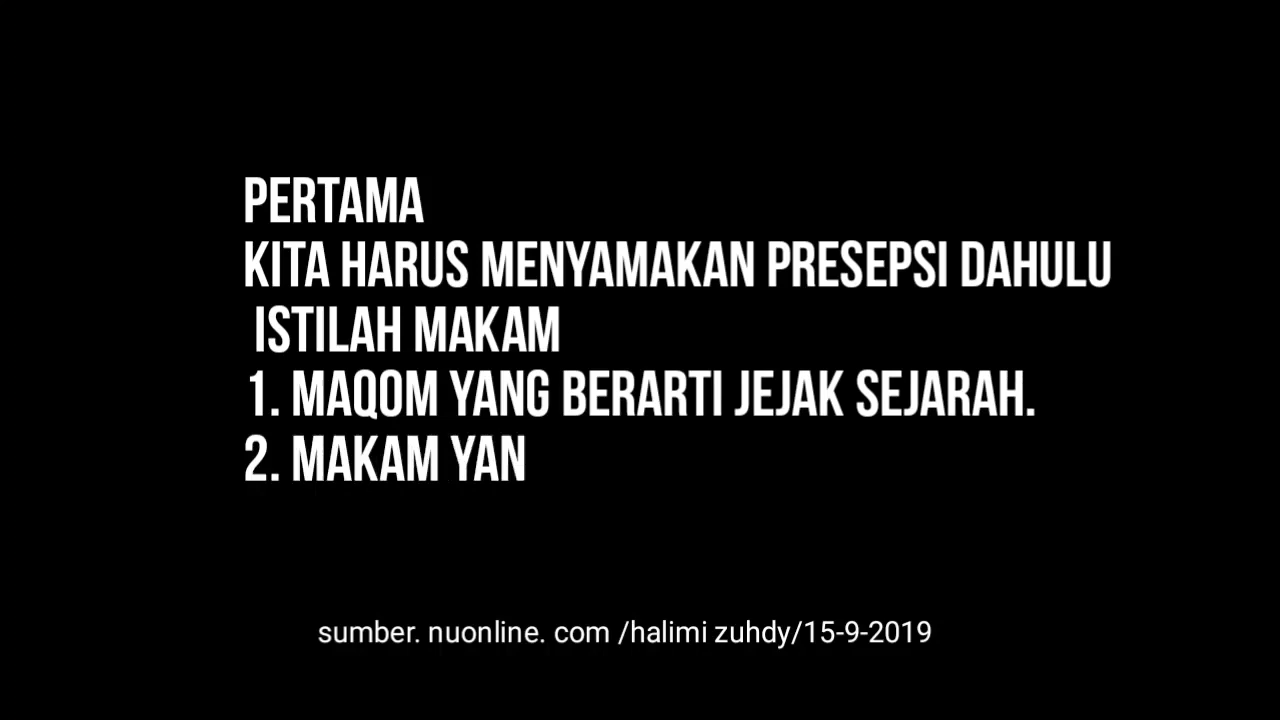 PERTAMA
KITA HARUS MENYAMAKAN PRESEPSI DAHULU
ISTILAH MAKAM
1. MAQOM YANG BERARTI JEJAK SEJARAH.
2. MAKAM YAN
sumber. nuonline. com /halimi zuhdy/15-9-2019